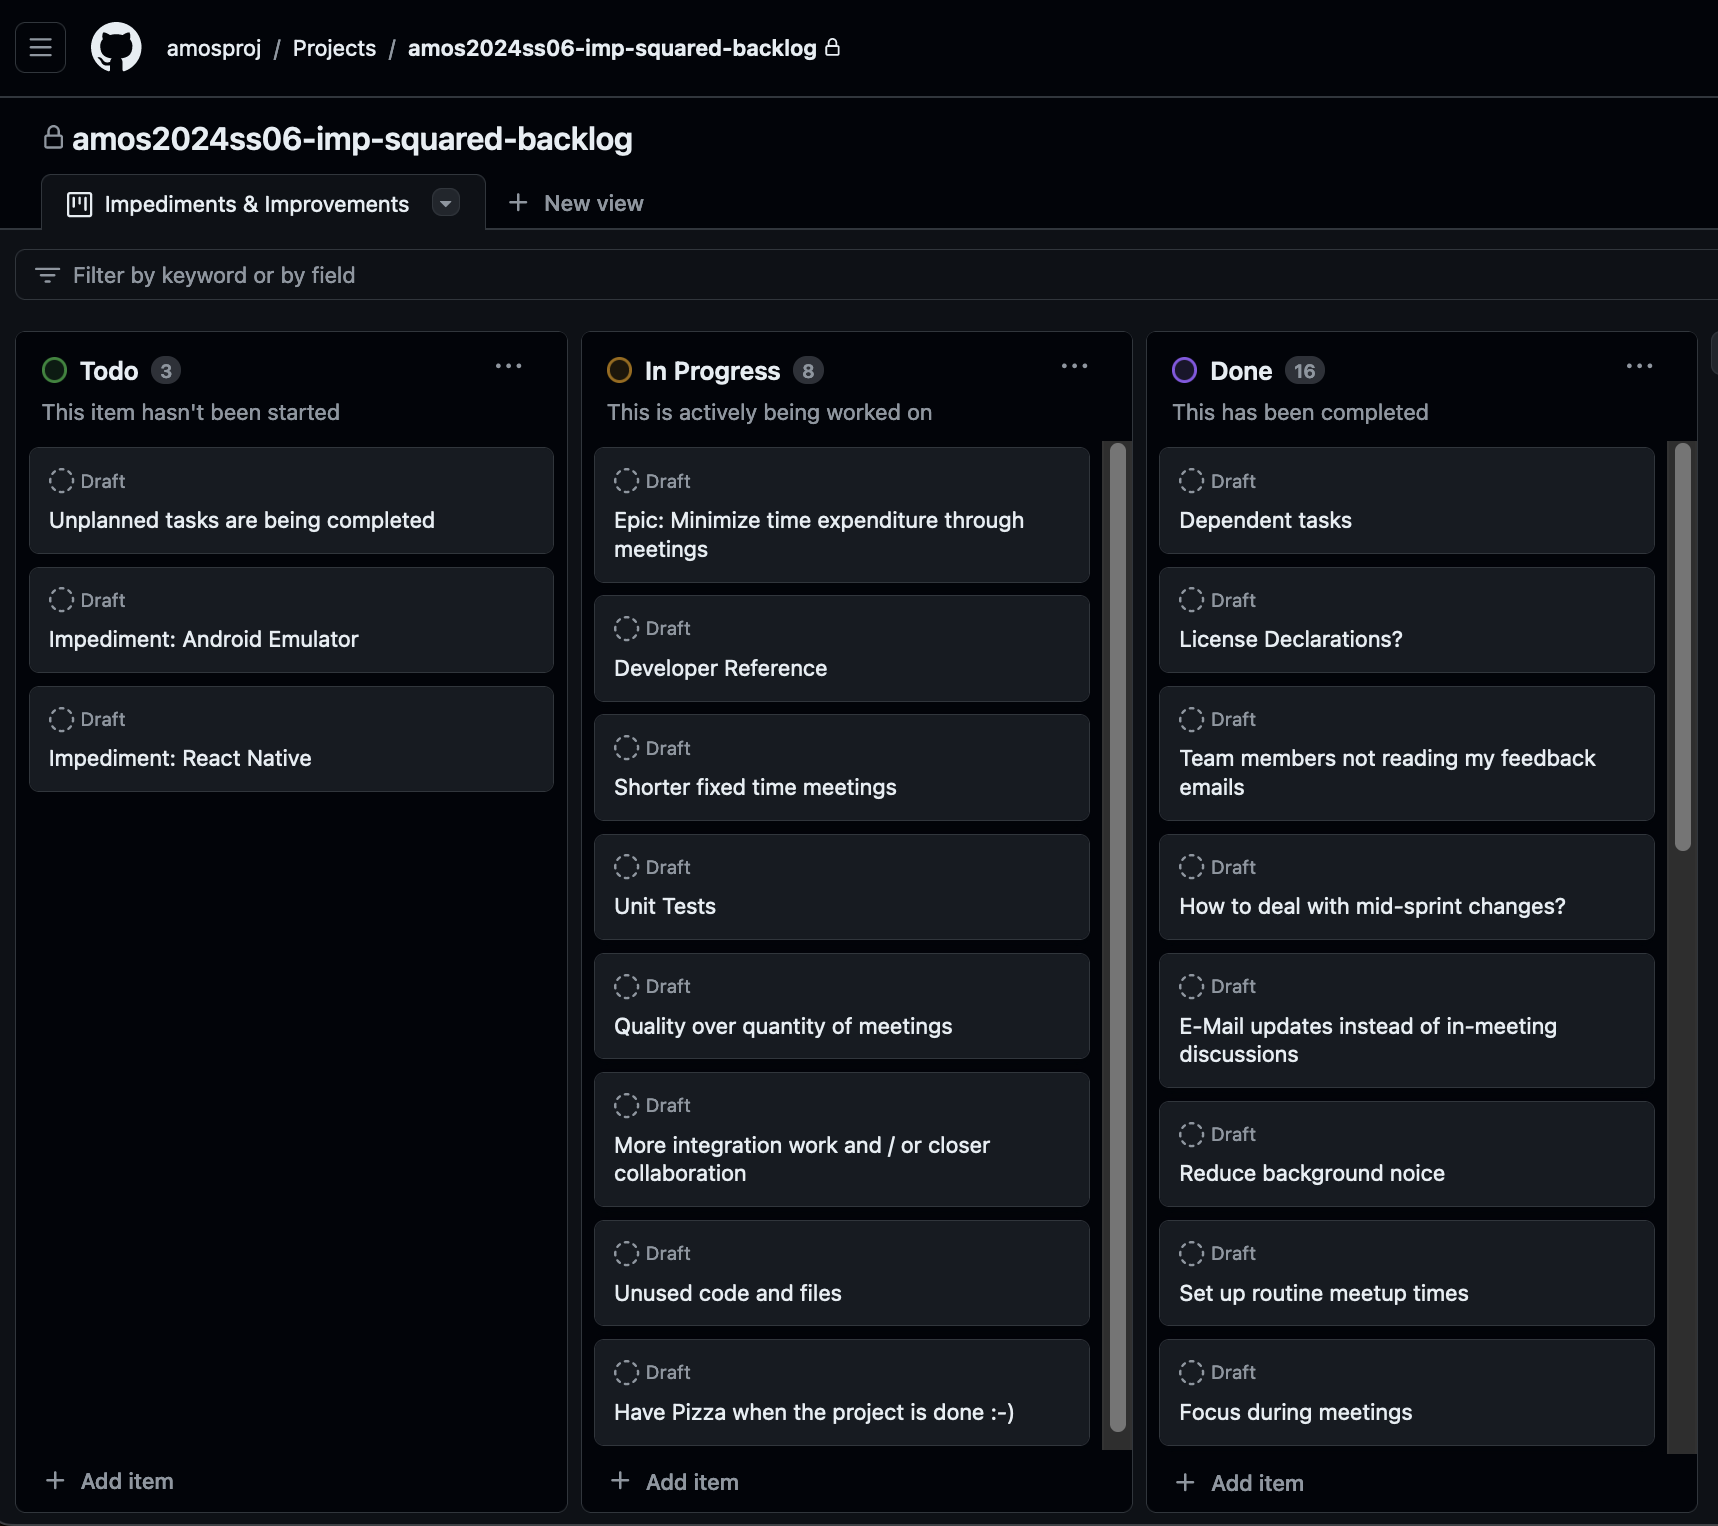 amosproj / Projects / amos2024ss06-imp-squared-backlog
amos2024ss06-imp-squared-backlog
Impediments & Improvements
New view
Filter by keyword or by field
Todo 3
This item hasn't been started
Draft
Unplanned tasks are being completed
Draft
Impediment: Android Emulator
Draft
Impediment: React Native
Add item
In Progress 8
This is actively being worked on
Draft
Epic: Minimize time expenditure through
meetings
Draft
Developer Reference
Draft
Shorter fixed time meetings
Draft
Unit Tests
Draft
Quality over quantity of meetings
Draft
More integration work and / or closer
collaboration
Draft
Unused code and files
Draft
Have Pizza when the project is done :-)
Add item
Done 16
This has been completed
Draft
Dependent tasks
Draft
License Declarations?
Draft
Team members not reading my feedback
emails
Draft
How to deal with mid-sprint changes?
Draft
E-Mail updates instead of in-meeting
discussions
Draft
Reduce background noice
Draft
Set up routine meetup times
Draft
Focus during meetings
Add item